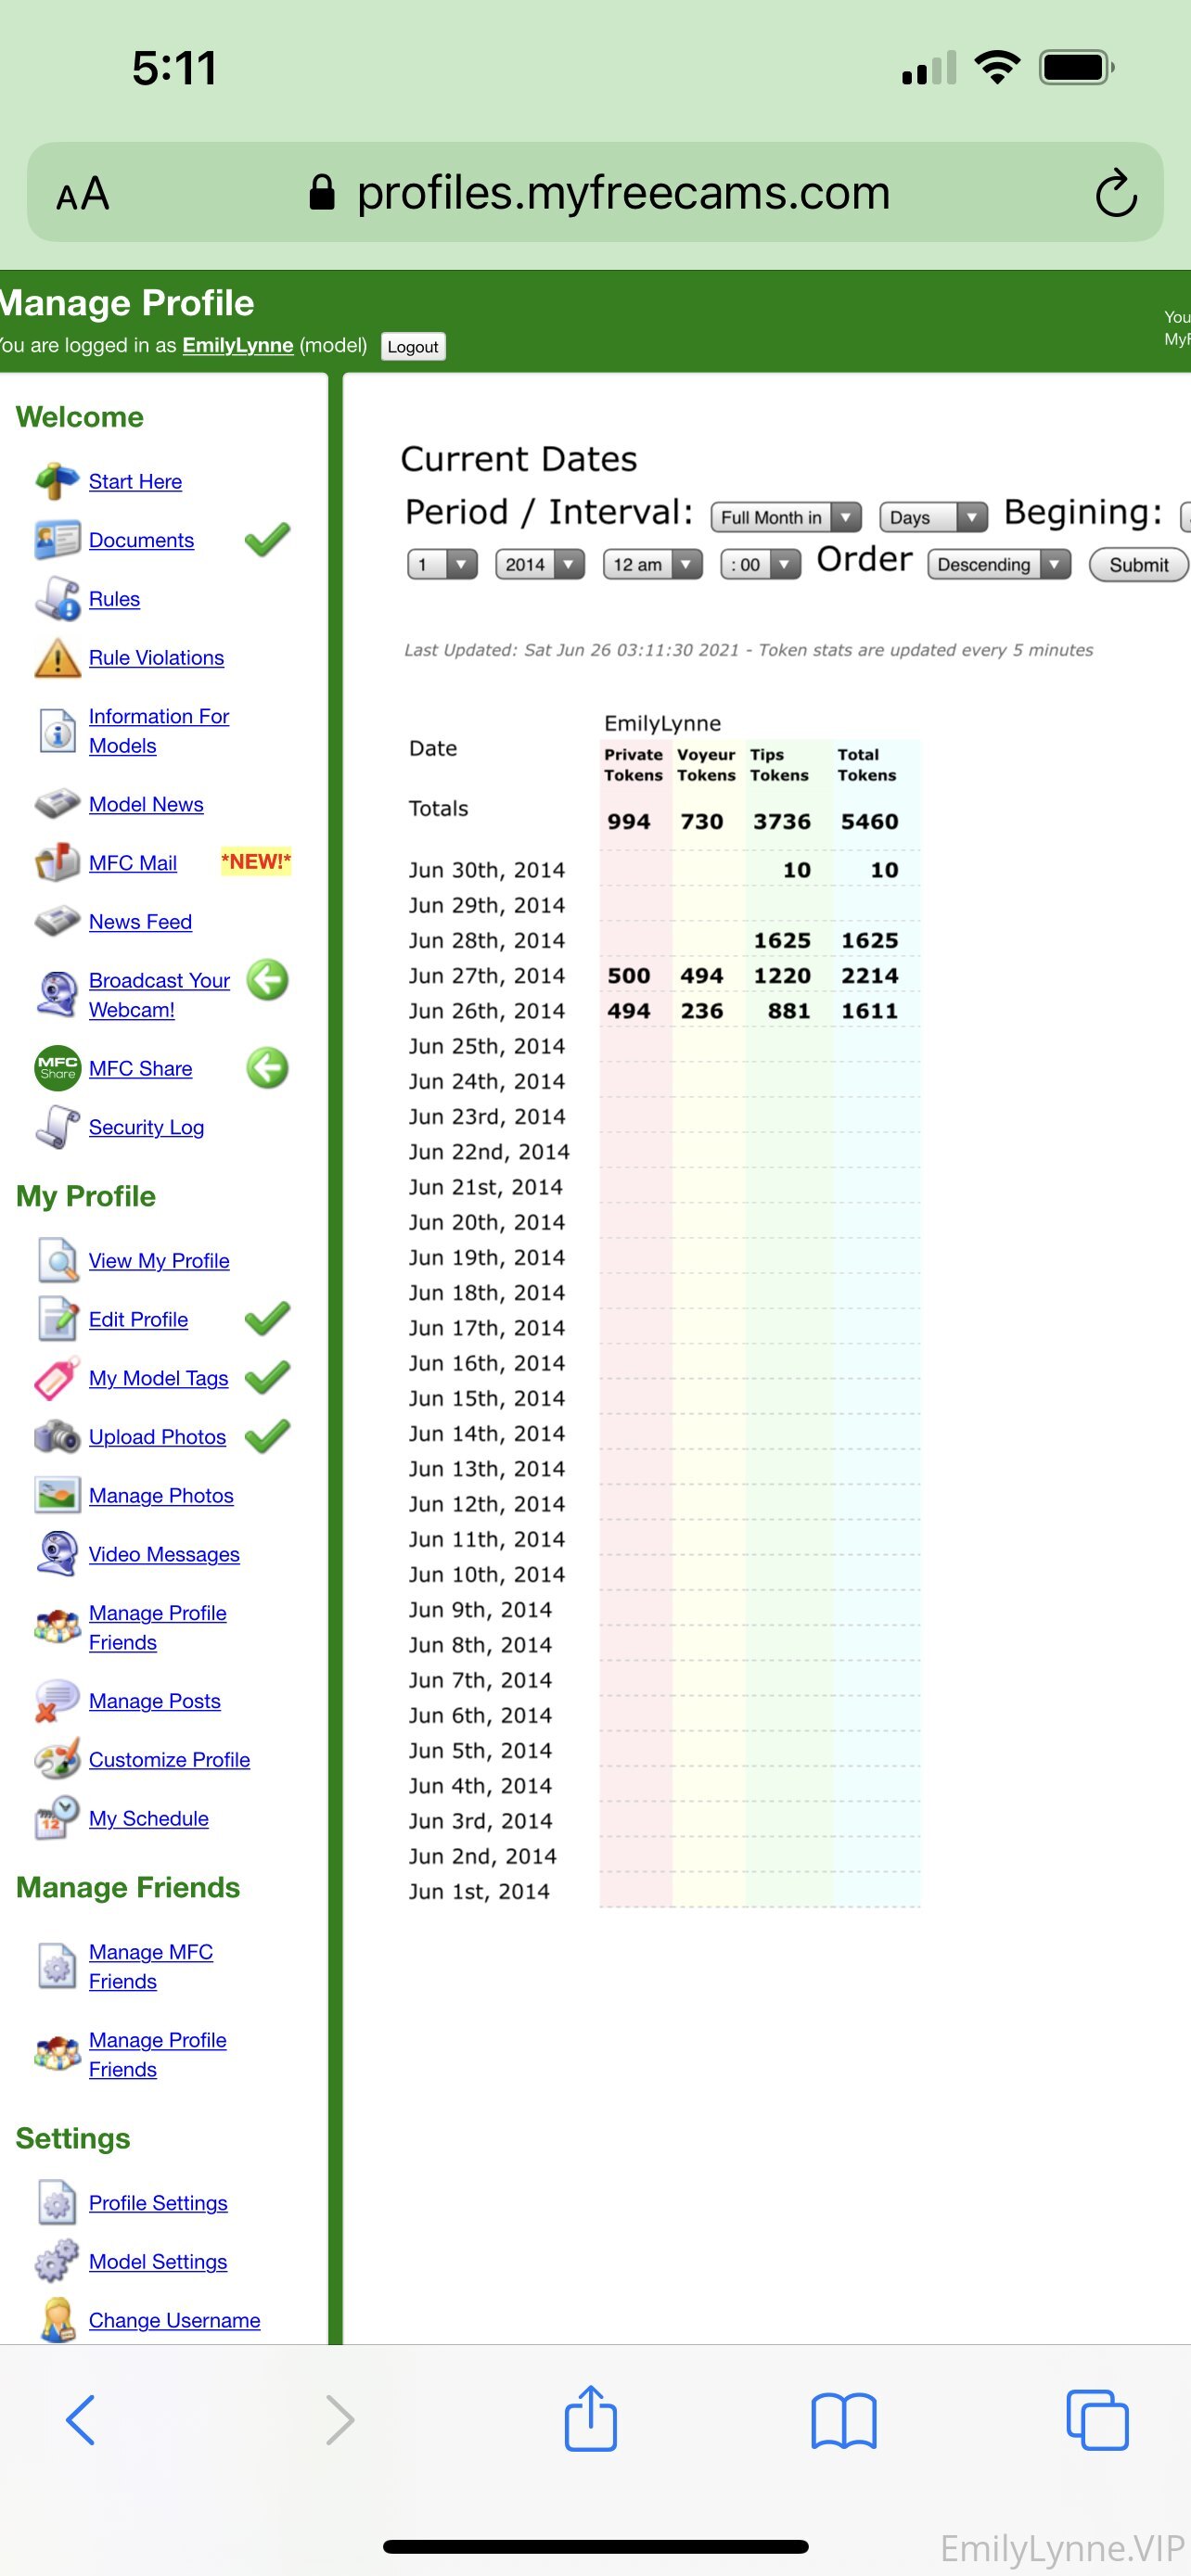 5:11
AA
profiles.myfreecams.com
Manage Profile
You are logged in as EmilyLynne (model) Logout
You
MyF
Welcome
Start Here
Documents
Rules
Rule Violations
Information For
Models
Model News
MFC Mail *NEW!*
News Feed
Broadcast Your
Webcam!
MFC Share
MFC Share
Security Log
My Profile
View My Profile
Edit Profile
My Model Tags
Upload Photos
Manage Photos
Video Messages
Manage Profile
Friends
Manage Posts
Customize Profile
12
My Schedule
Manage Friends
Manage MFC
Friends
Manage Profile
Friends
Settings
Profile Settings
Model Settings
Change Username
Current Dates
Period / Interval: Full Month in Days Begining:
1 2014 12 am : 00 Order Descending Submit
Last Updated: Sat Jun 26 03:11:30 2021 - Token stats are updated every 5 minutes
EmilyLynne
Date Private Tokens Voyeur Tokens Tips Tokens Total Tokens
Totals 994 730 3736 5460
Jun 30th, 2014 10 10
Jun 29th, 2014
Jun 28th, 2014 1625 1625
Jun 27th, 2014 500 494 1220 2214
Jun 26th, 2014 494 236 881 1611
Jun 25th, 2014
Jun 24th, 2014
Jun 23rd, 2014
Jun 22nd, 2014
Jun 21st, 2014
Jun 20th, 2014
Jun 19th, 2014
Jun 18th, 2014
Jun 17th, 2014
Jun 16th, 2014
Jun 15th, 2014
Jun 14th, 2014
Jun 13th, 2014
Jun 12th, 2014
Jun 11th, 2014
Jun 10th, 2014
Jun 9th, 2014
Jun 8th, 2014
Jun 7th, 2014
Jun 6th, 2014
Jun 5th, 2014
Jun 4th, 2014
Jun 3rd, 2014
Jun 2nd, 2014
Jun 1st, 2014
EmilyLynne.VIP